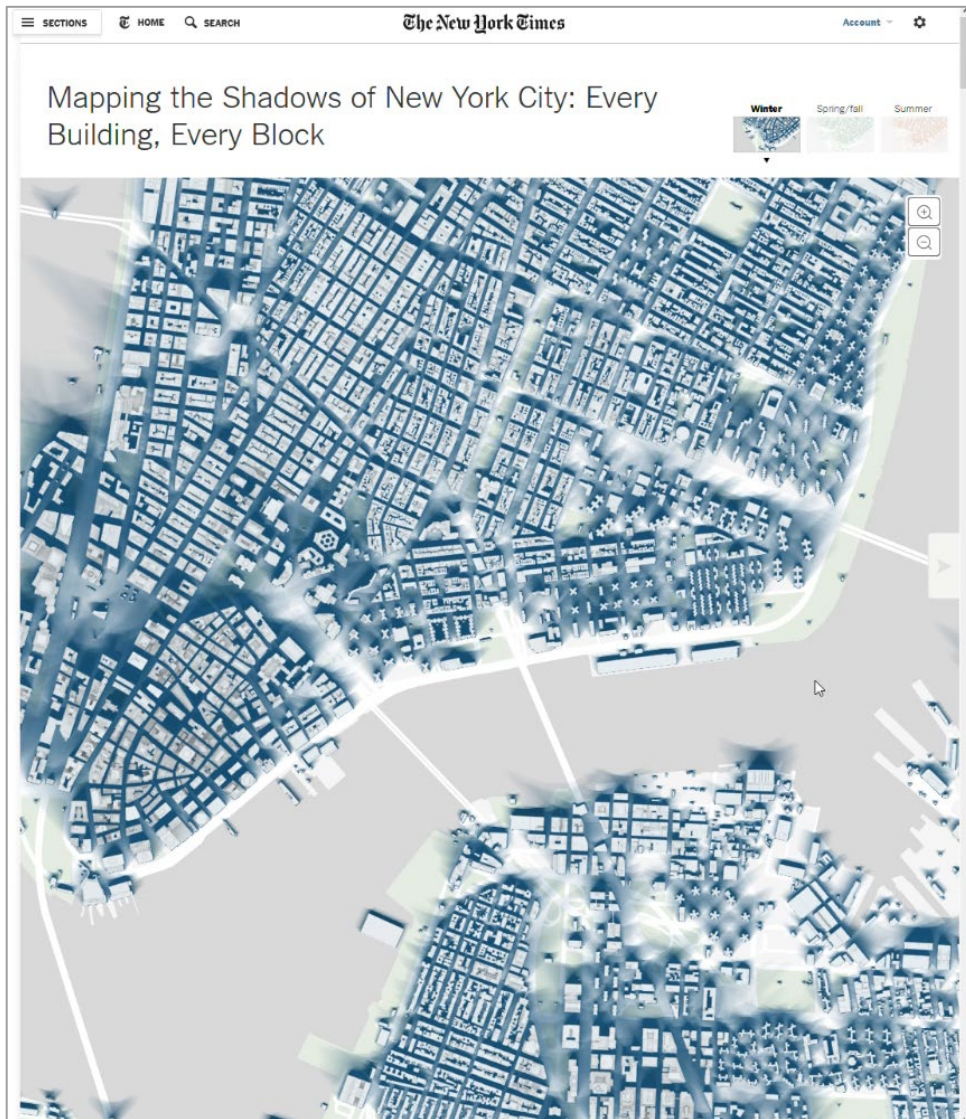 SECTIONS
HOME
SEARCH
The New York Times
Account
Mapping the Shadows of New York City: Every
Building, Every Block
Winter
Spring/fall
Summer